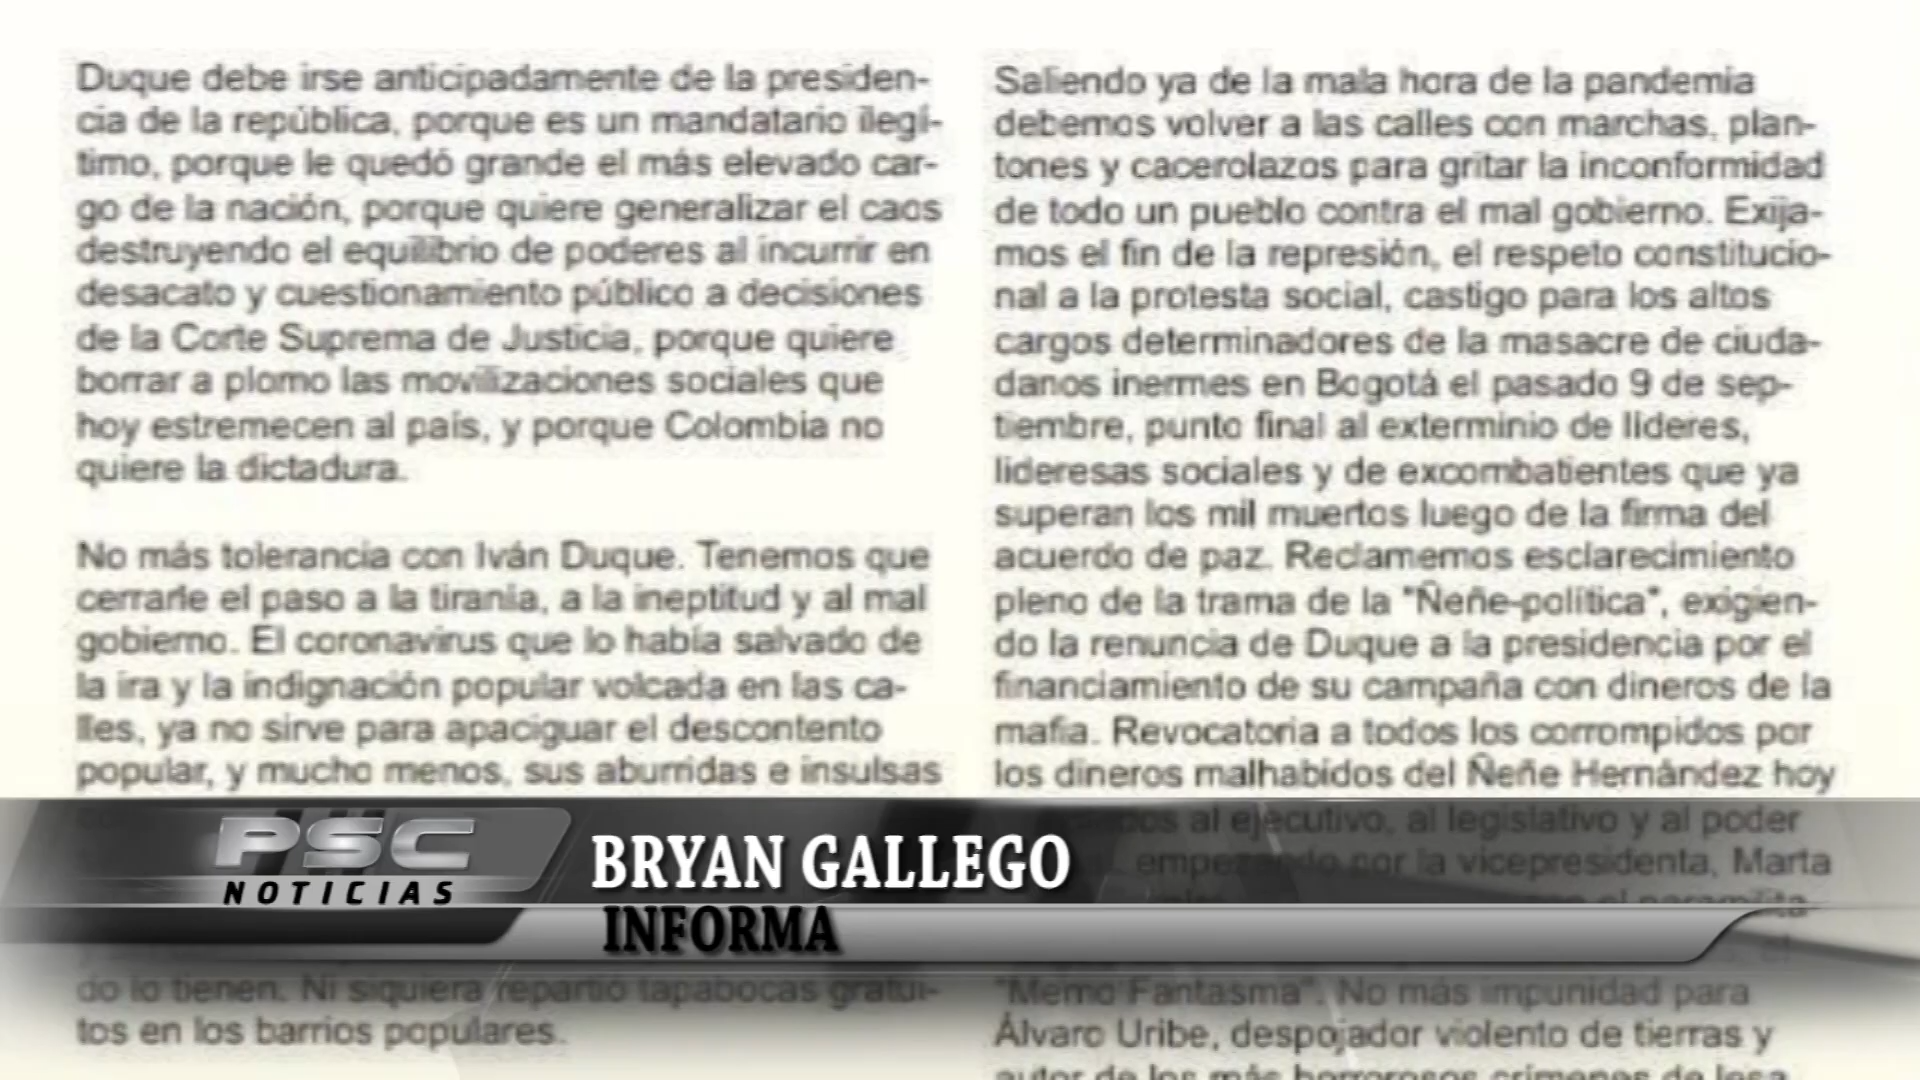 Duque debe irse anticipadamente de la presiden-
cia de la república, porque es un mandatario ilegí-
timo, porque le quedó grande el más elevado car-
go de la nación, porque quiere generalizar el caos
destruyendo el equilibrio de poderes al incurrir en
desacato y cuestionamiento público a decisiones
de la Corte Suprema de Justicia, porque quiere
borrar a plomo las movilizaciones sociales que
hoy estremecen al país, y porque Colombia no
quiere la dictadura.
No más tolerancia con Iván Duque. Tenemos que
cerrarle el paso a la tiranía, a la ineptitud y al mal
gobierno. El coronavirus que lo había salvado de
la ira y la indignación popular volcada en las ca-
lles, ya no sirve para apaciguar el descontento
popular, y mucho menos, sus aburridas e insulsas
do lo tienen. Ni siquiera repartió tapabocas gratui-
tos en los barrios populares.
Saliendo ya de la mala hora de la pandemia
debemos volver a las calles con marchas, plan-
tones y cacerolazos para gritar la inconformidad
de todo un pueblo contra el mal gobierno. Exija-
mos el fin de la represión, el respeto constitucio-
nal a la protesta social, castigo para los altos
cargos determinadores de la masacre de ciuda-
danos inermes en Bogotá el pasado 9 de sep-
tiembre, punto final al exterminio de líderes,
lideresas sociales y de excombatientes que ya
superan los mil muertos luego de la firma del
acuerdo de paz. Reclamemos esclarecimiento
pleno de la trama de la "Ñeñe-política", exigien-
do la renuncia de Duque a la presidencia por el
financiamiento de su campaña con dineros de la
mafia. Revocatoria a todos los corrompidos por
los dineros malhabidos del Ñeñe Hernández hoy
al ejecutivo, al legislativo y al poder
empezando por la vicepresidenta, Marta
"Memo Fantasma". No más impunidad para
Álvaro Uribe, despojador violento de tierras y
autor de los más horrorosos crímenes de lesa
PSC
NOTICIAS
BRYAN GALLEGO
INFORMA